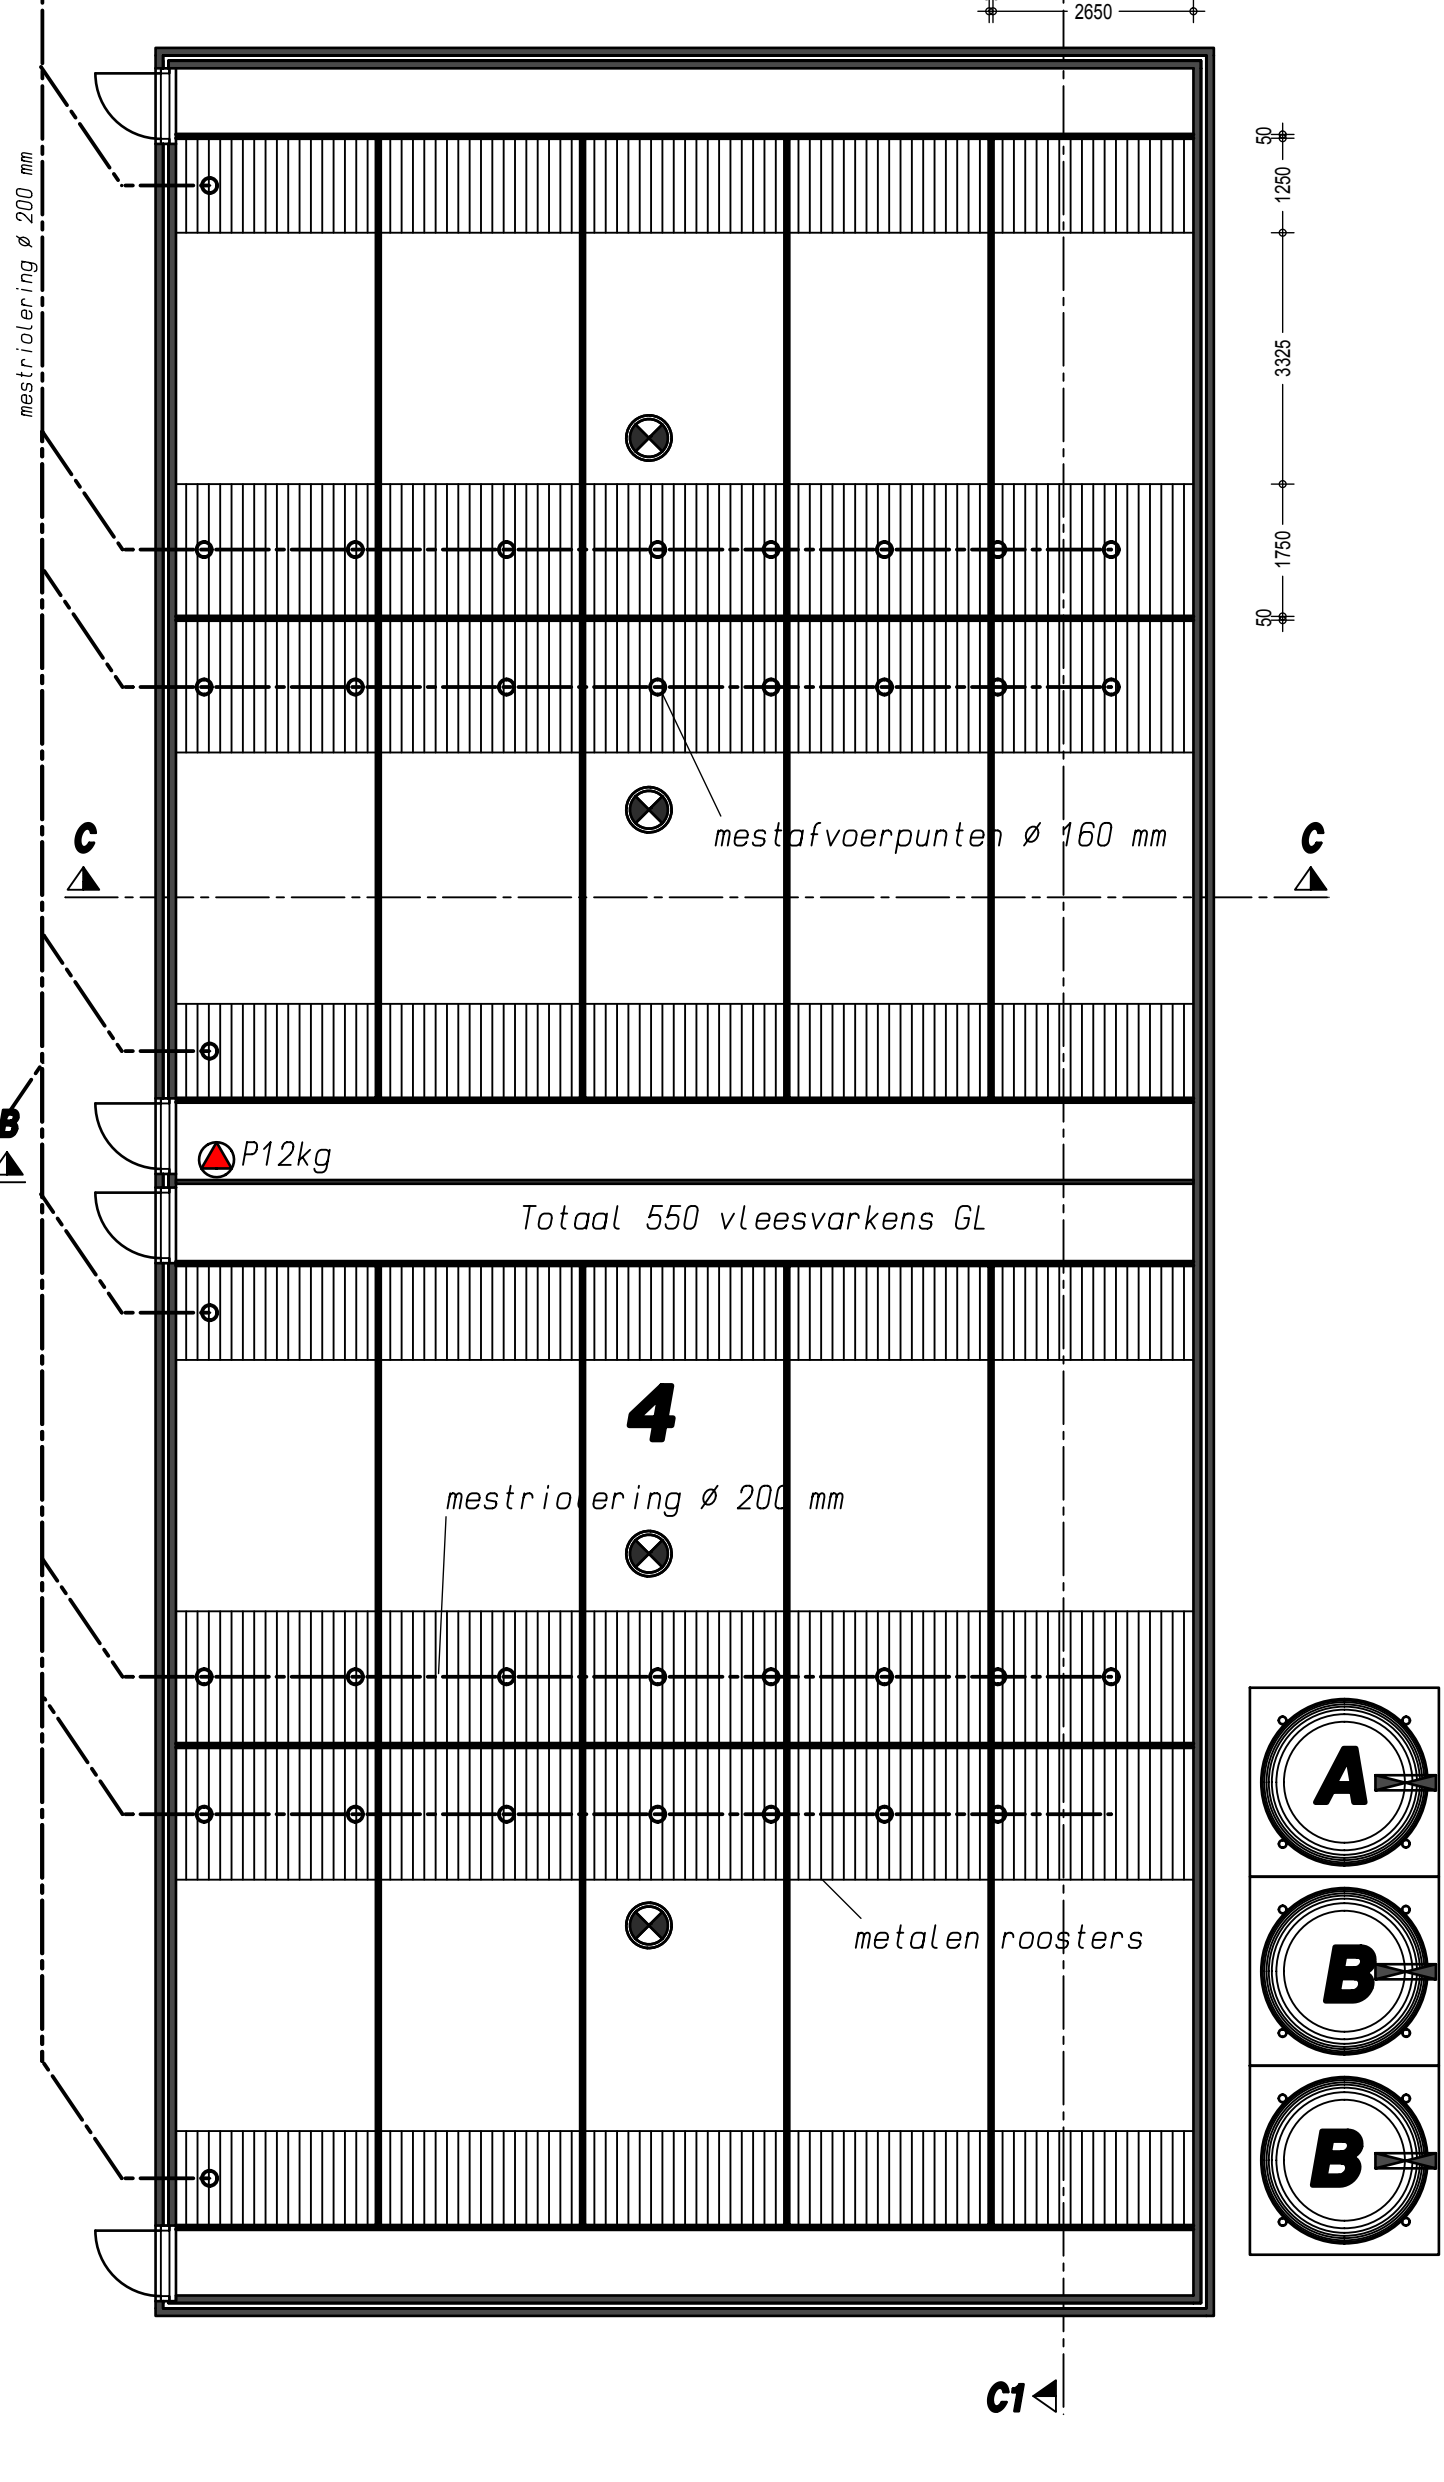 2650
50
1250
mestriolering ø 200 mm
3325
1750
50
C
mestafvoerpunten ø 160 mm
C
B
P12kg
Totaal 550 vleesvarkens GL
4
mestriolering ø 200 mm
A
metalen roosters
B
B
C1